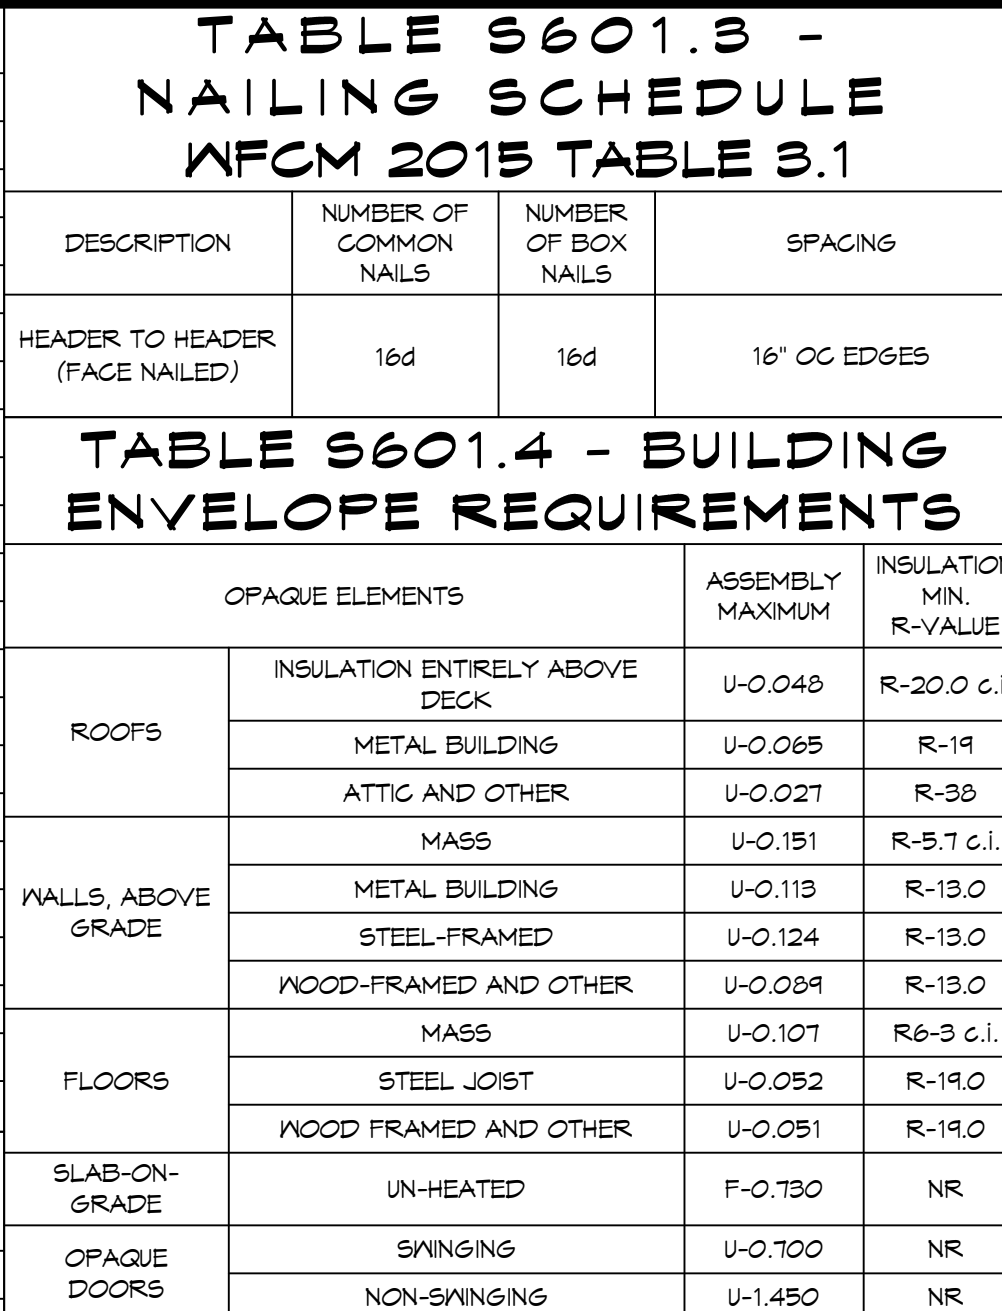 TABLE S601.3 -
NAILING SCHEDULE
WFCM 2015 TABLE 3.1
DESCRIPTION
NUMBER OF
COMMON
NAILS
NUMBER
OF BOX
NAILS
SPACING
HEADER TO HEADER
(FACE NAILED)
16d
16d
16" OC EDGES
TABLE S601.4 - BUILDING
ENVELOPE REQUIREMENTS
OPAQUE ELEMENTS
ASSEMBLY
MAXIMUM
INSULATION
MIN.
R-VALUE
ROOFS
INSULATION ENTIRELY ABOVE
DECK
U-0.048
R-20.0 c.i
METAL BUILDING
U-0.065
R-19
ATTIC AND OTHER
U-0.027
R-38
WALLS, ABOVE
GRADE
MASS
U-0.151
R-5.7 c.i.
METAL BUILDING
U-0.113
R-13.0
STEEL-FRAMED
U-0.124
R-13.0
WOOD-FRAMED AND OTHER
U-0.089
R-13.0
FLOORS
MASS
U-0.107
R6-3 c.i.
STEEL JOIST
U-0.052
R-19.0
WOOD FRAMED AND OTHER
U-0.051
R-19.0
SLAB-ON-
GRADE
UN-HEATED
F-0.730
NR
OPAQUE
DOORS
SWINGING
U-0.700
NR
NON-SWINGING
U-1.450
NR